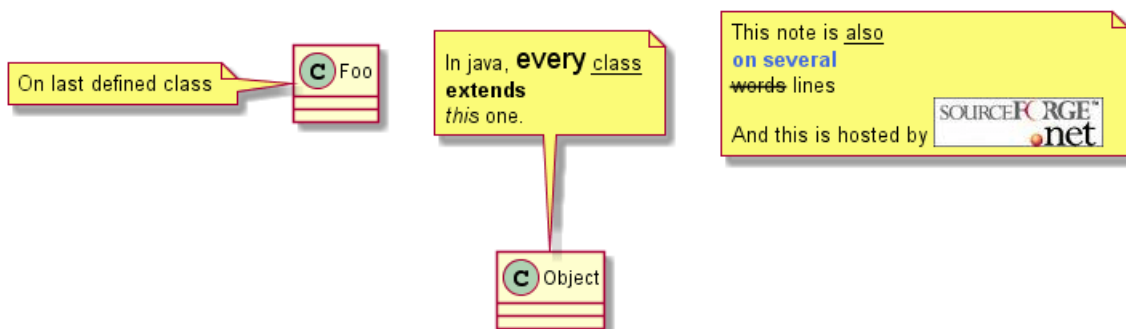 On last defined class
C Foo
In java, every class
extends
this one.
C Object
This note is also
on several
words lines
And this is hosted by SOURCEFORGE™
.net